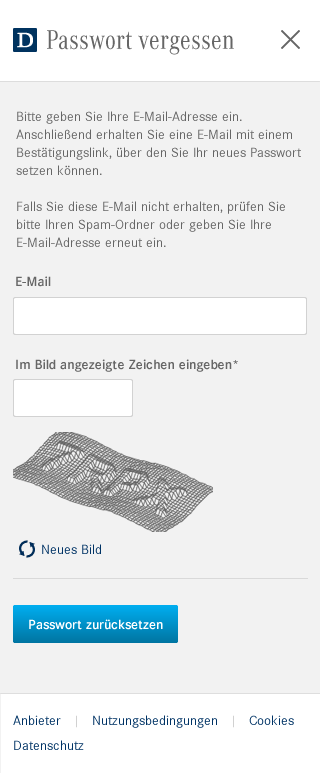 D Passwort vergessen
Bitte geben Sie Ihre E-Mail-Adresse ein.
Anschließend erhalten Sie eine E-Mail mit einem
Bestätigungslink, über den Sie Ihr neues Passwort
setzen können.
Falls Sie diese E-Mail nicht erhalten, prüfen Sie
bitte Ihren Spam-Ordner oder geben Sie Ihre
E-Mail-Adresse erneut ein.
E-Mail
Im Bild angezeigte Zeichen eingeben*
Neues Bild
Passwort zurücksetzen
Anbieter | Nutzungsbedingungen | Cookies
Datenschutz